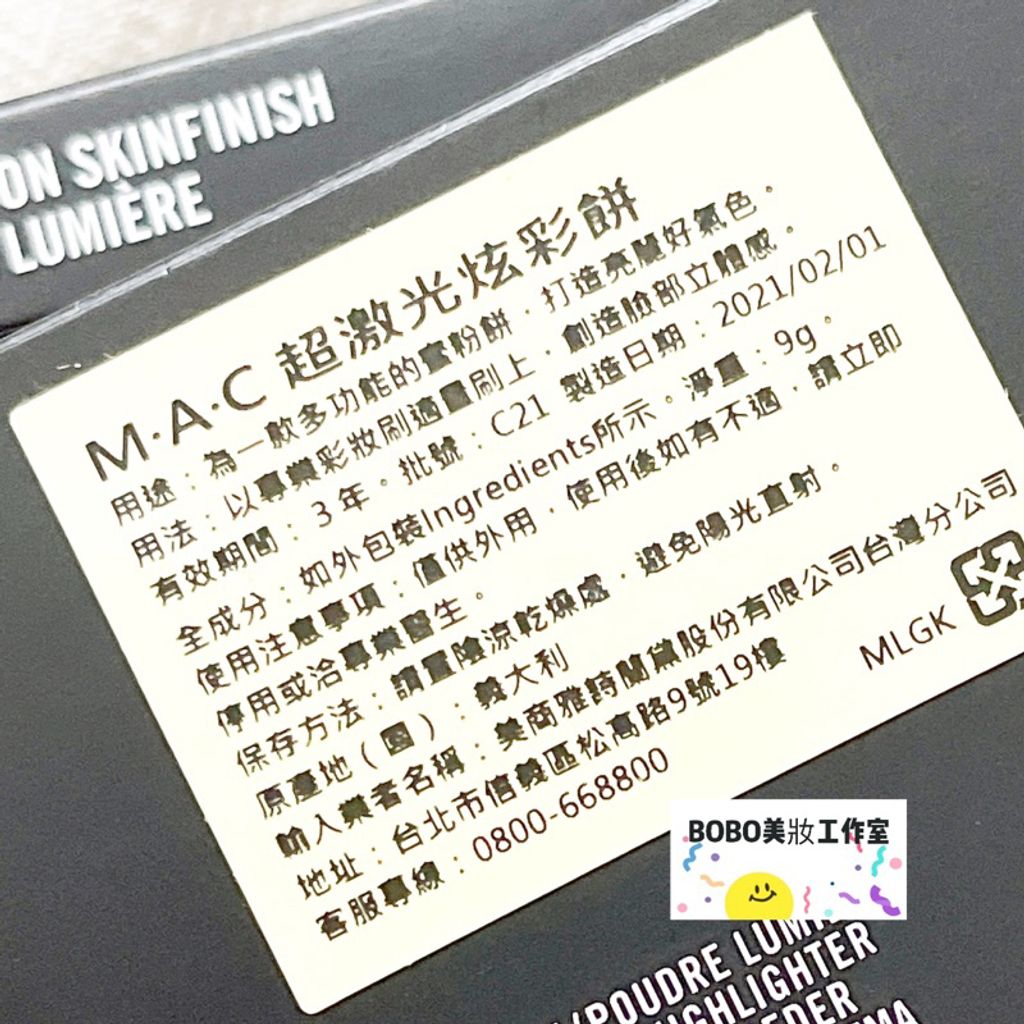 ON SKINFINISH
LUMIÈRE
M·A·C 超激光炫彩餅
用途：為一款多功能的蜜粉餅，打造亮麗好氣色。
用法：以專業彩妝刷適量刷上，創造臉部立體感。
有效期間：3年。批號：C21 製造日期：2021/02/01
全成分：如外包裝Ingredients所示。淨重：9g。
使用注意事項：僅供外用，使用後如有不適，請立即
停用或洽專業醫生。
保存方法：請置陰涼乾燥處，避免陽光直射。
原產地（國）：義大利
輸入業者名稱：美商雅詩蘭黛股份有限公司台灣分公司
地址：台北市信義區松高路9號19樓
客服專線：0800-668800
MLGK
BOBO美妝工作室
/POUDRE LUMI
HIGHLIGHTER